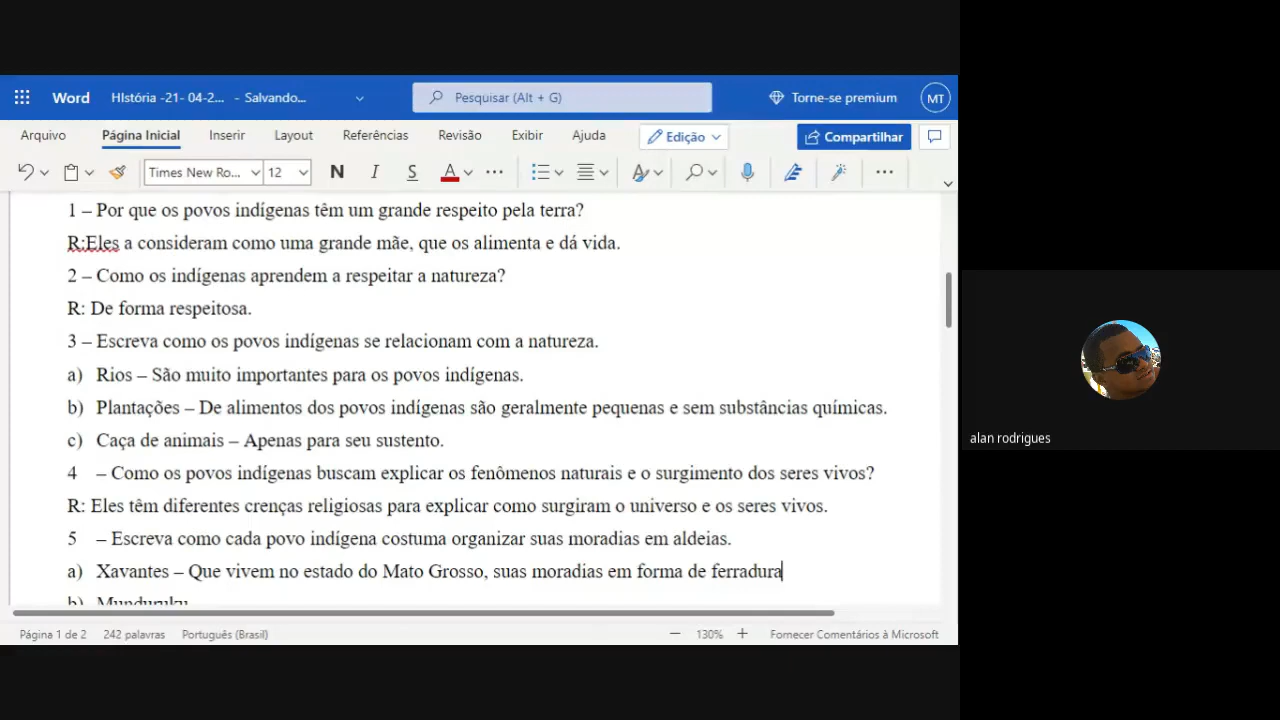 Word HIstória -21- 04-2... - Salvando... Pesquisar (Alt + G) Torne-se premium MT
Arquivo Página Inicial Inserir Layout Referências Revisão Exibir Ajuda Edição Compartilhar
Times New Ro... 12 N I S A
1 – Por que os povos indígenas têm um grande respeito pela terra?
R:Eles a consideram como uma grande mãe, que os alimenta e dá vida.
2 – Como os indígenas aprendem a respeitar a natureza?
R: De forma respeitosa.
3 – Escreva como os povos indígenas se relacionam com a natureza.
a) Rios – São muito importantes para os povos indígenas.
b) Plantações – De alimentos dos povos indígenas são geralmente pequenas e sem substâncias químicas.
c) Caça de animais – Apenas para seu sustento.
4 – Como os povos indígenas buscam explicar os fenômenos naturais e o surgimento dos seres vivos?
R: Eles têm diferentes crenças religiosas para explicar como surgiram o universo e os seres vivos.
5 – Escreva como cada povo indígena costuma organizar suas moradias em aldeias.
a) Xavantes – Que vivem no estado do Mato Grosso, suas moradias em forma de ferradura
b) Munduruku
Página 1 de 2 242 palavras Português (Brasil) 130% Fornecer Comentários à Microsoft
alan rodrigues